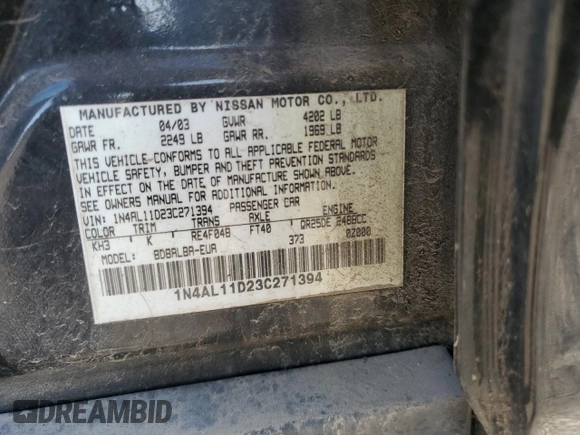 MANUFACTURED BY NISSAN MOTOR CO., LTD.
DATE 04/03 GVWR 4202 LB
GAWR FR. 2249 LB GAWR RR. 1969 LB
THIS VEHICLE CONFORMS TO ALL APPLICABLE FEDERAL MOTOR
VEHICLE SAFETY, BUMPER AND THEFT PREVENTION STANDARDS
IN EFFECT ON THE DATE OF MANUFACTURE SHOWN ABOVE.
SEE OWNERS MANUAL FOR ADDITIONAL INFORMATION.
VIN: 1N4AL11D23C271394 PASSENGER CAR
COLOR TRIM TRANS AXLE ENGINE
KH3 K RE4F04B FT40 QR25DE 2488CC
MODEL: BDBALBA-EUA 373 0Z000
1N4AL11D23C271394
DREAMBID